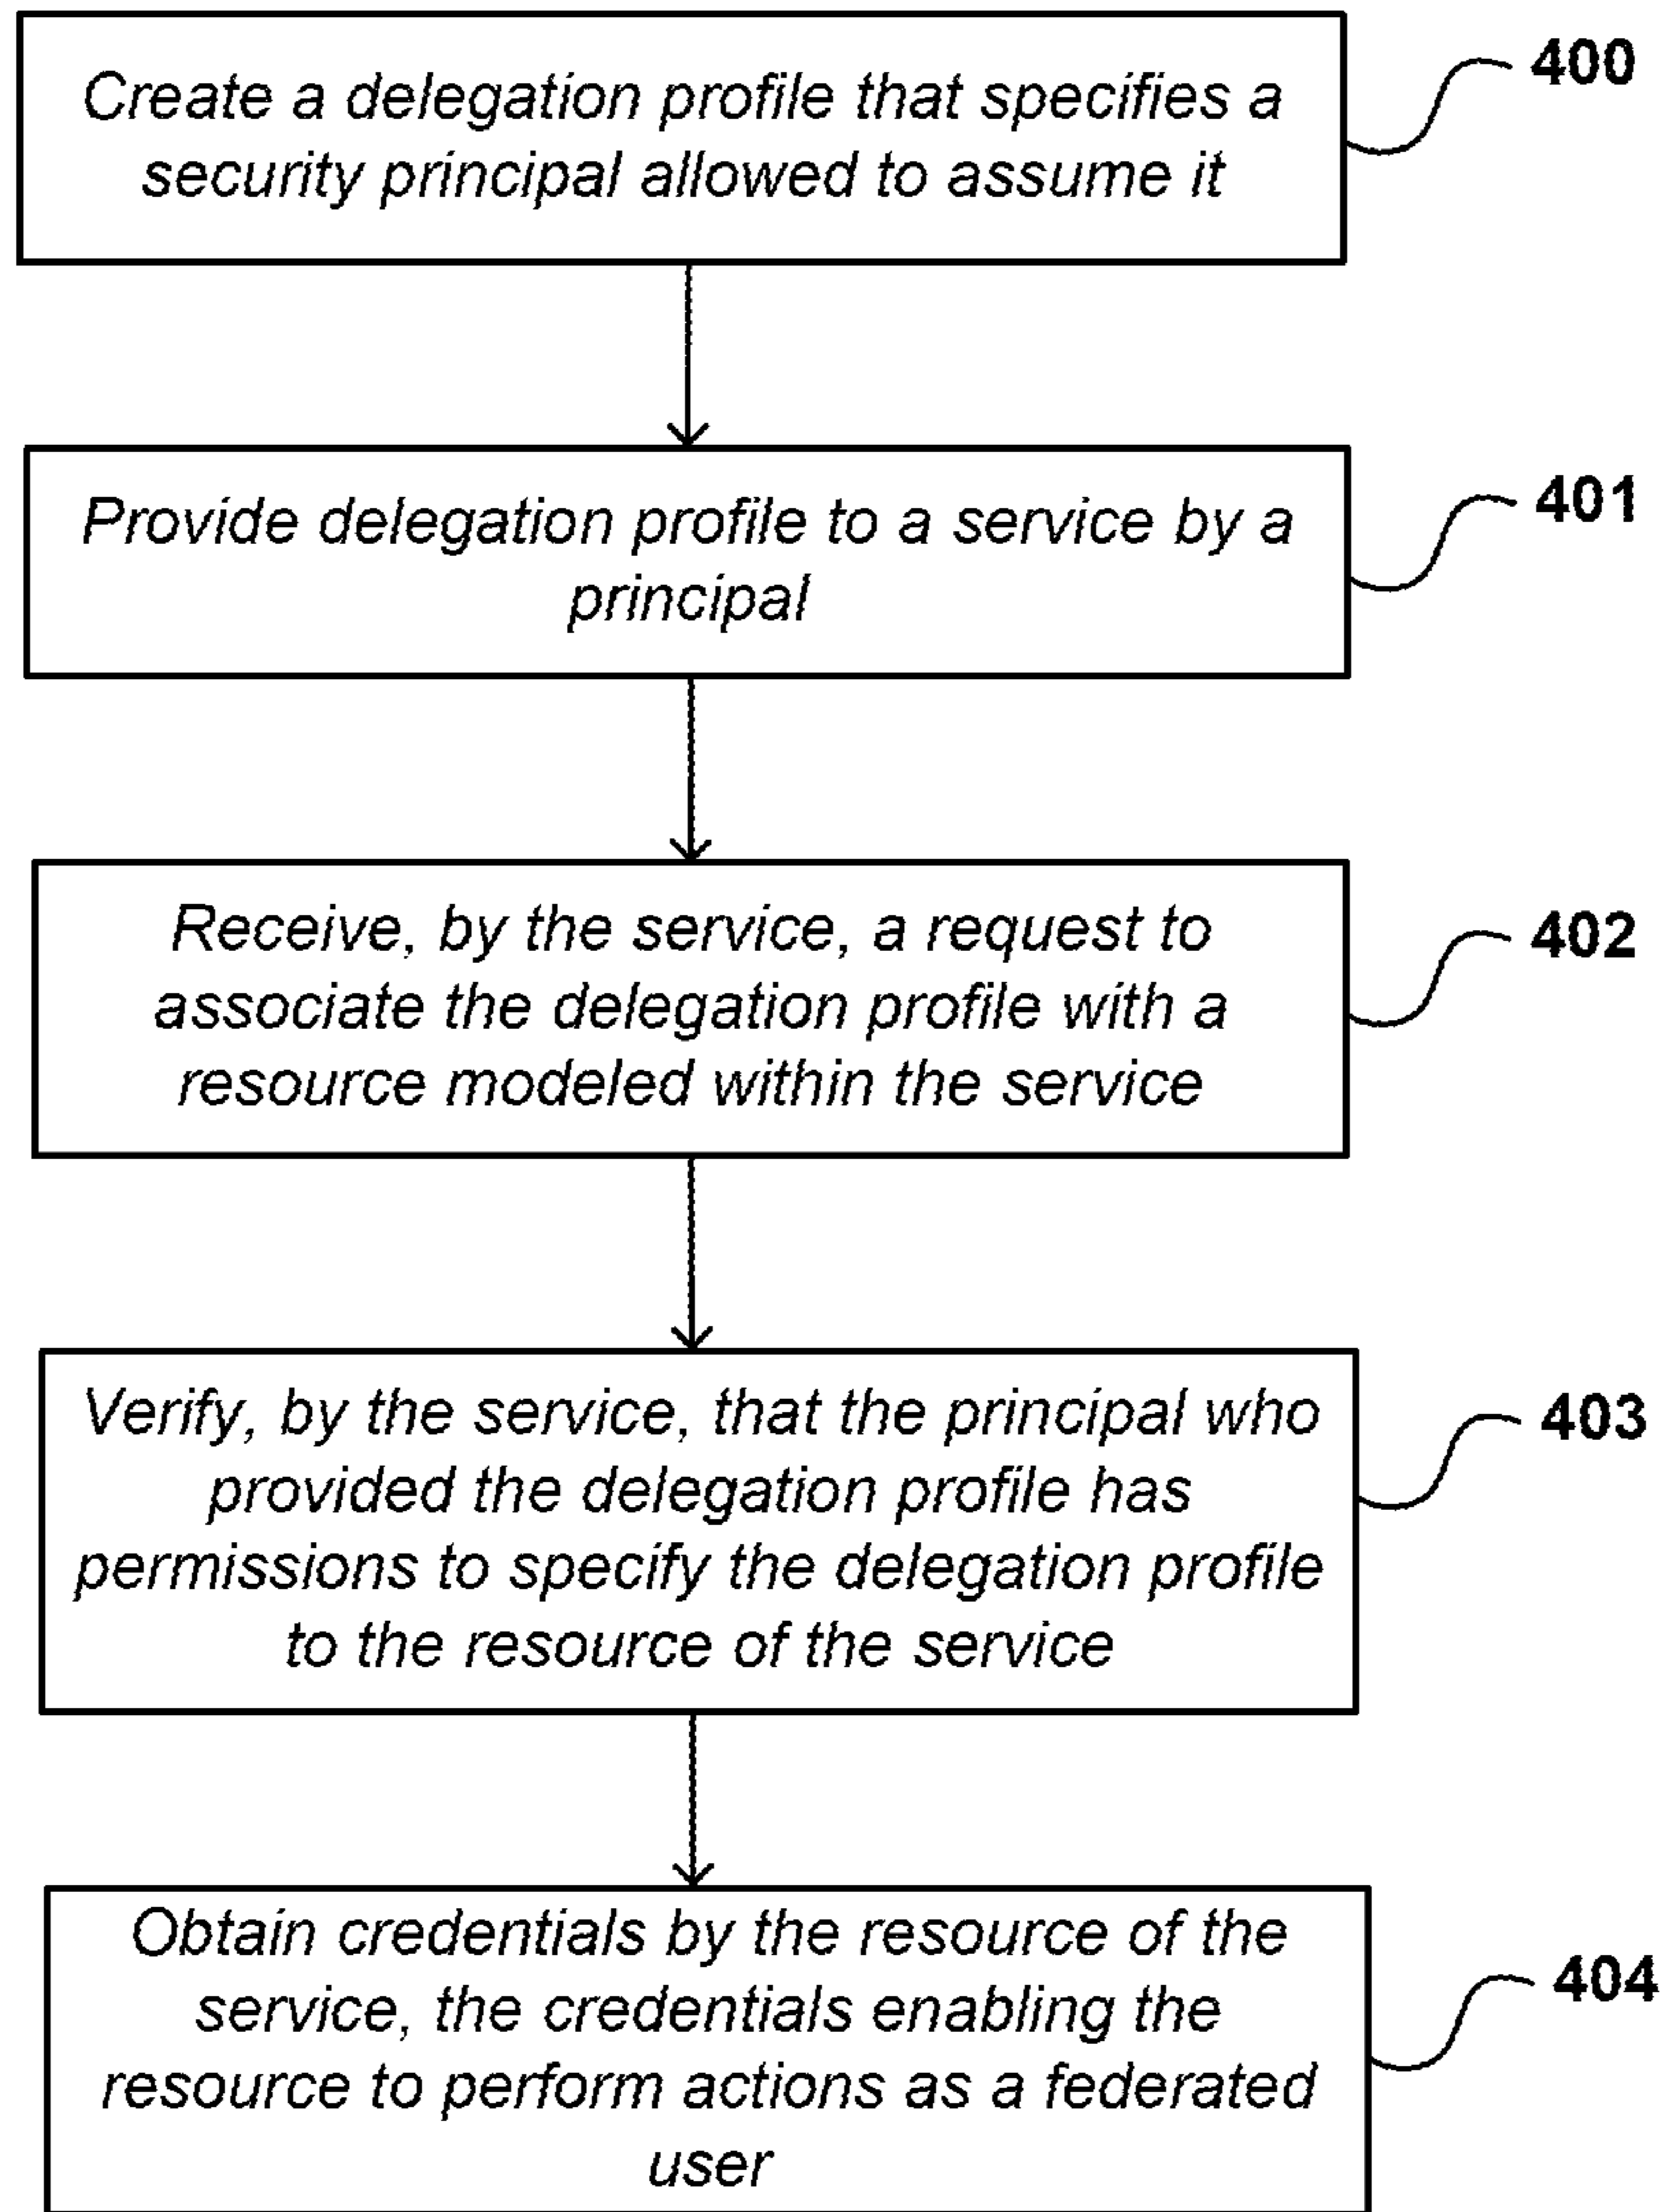 Create a delegation profile that specifies a
security principal allowed to assume it
400
Provide delegation profile to a service by a
principal
401
Receive, by the service, a request to
associate the delegation profile with a
resource modeled within the service
402
Verify, by the service, that the principal who
provided the delegation profile has
permissions to specify the delegation profile
to the resource of the service
403
Obtain credentials by the resource of the
service, the credentials enabling the
resource to perform actions as a federated
user
404